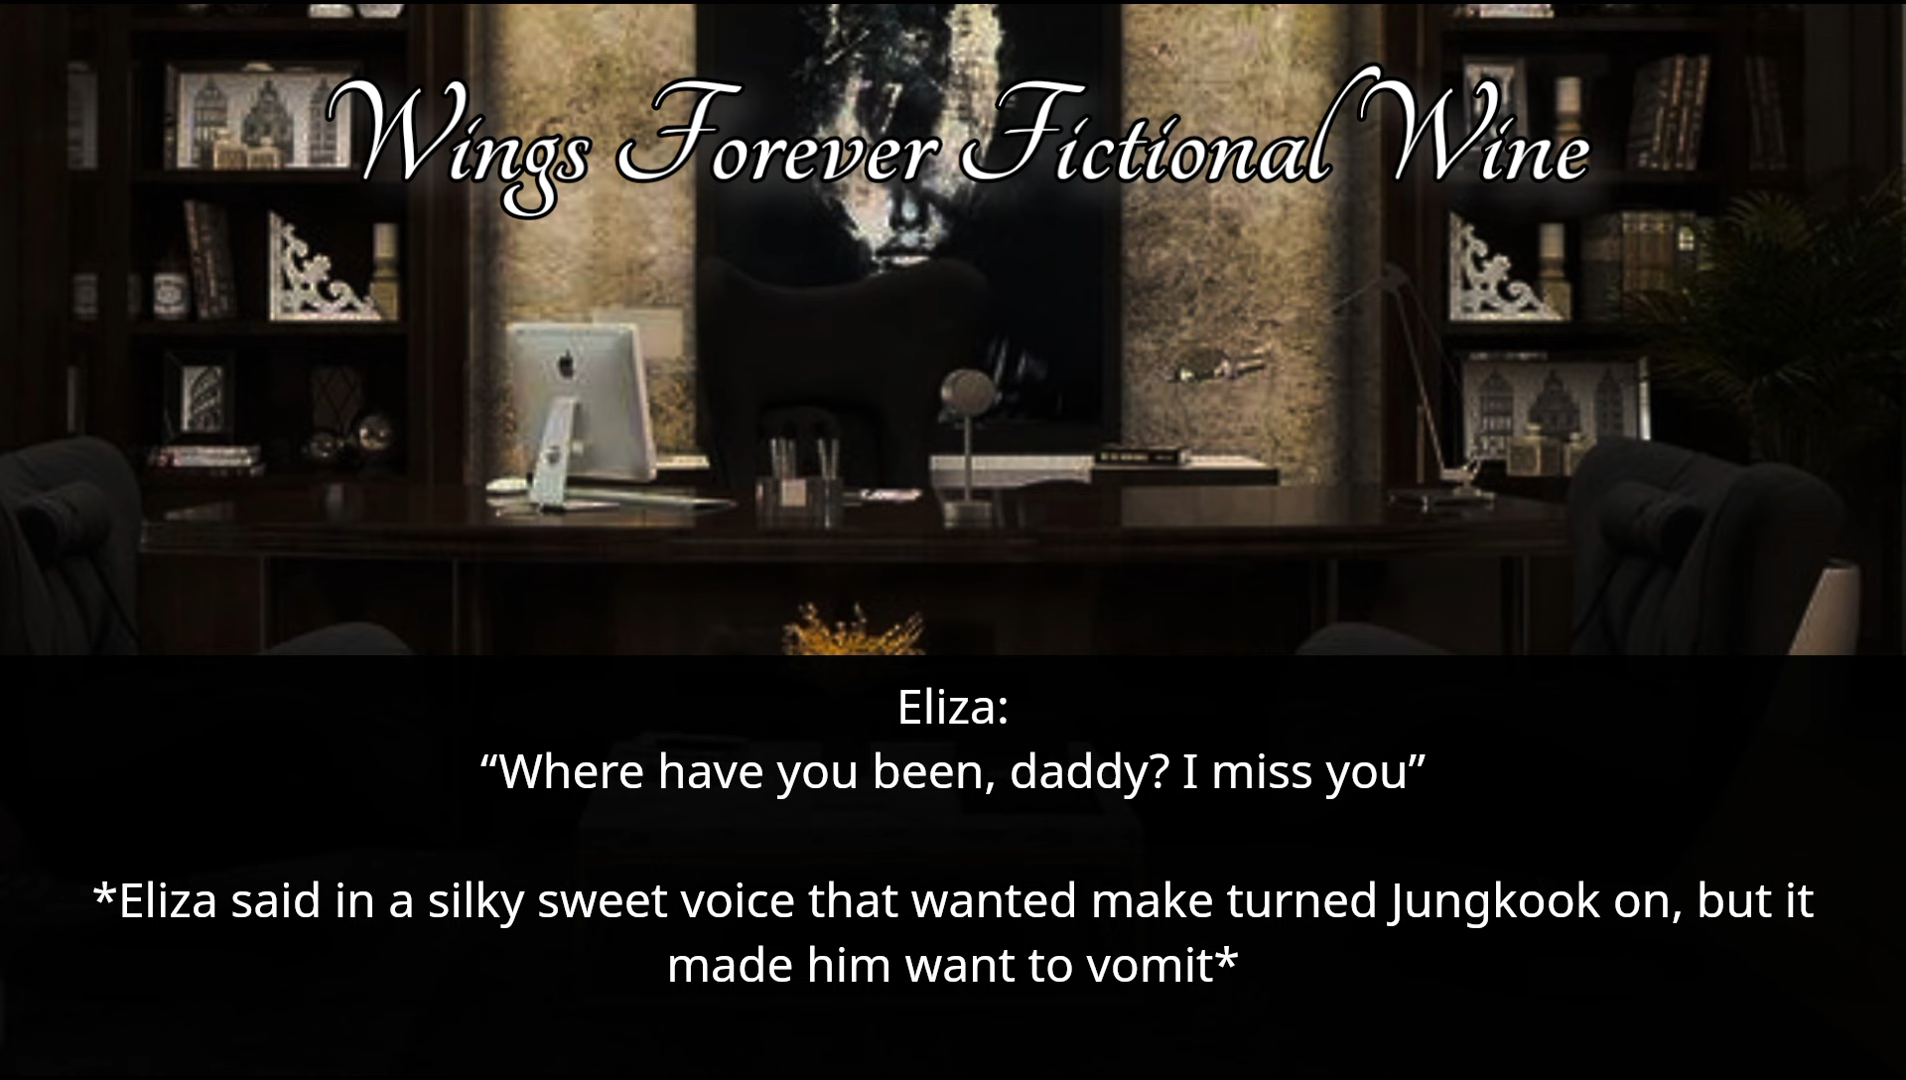 Wings Forever Fictional Wine
Eliza:
“Where have you been, daddy? I miss you”
*Eliza said in a silky sweet voice that wanted make turned Jungkook on, but it
made him want to vomit*